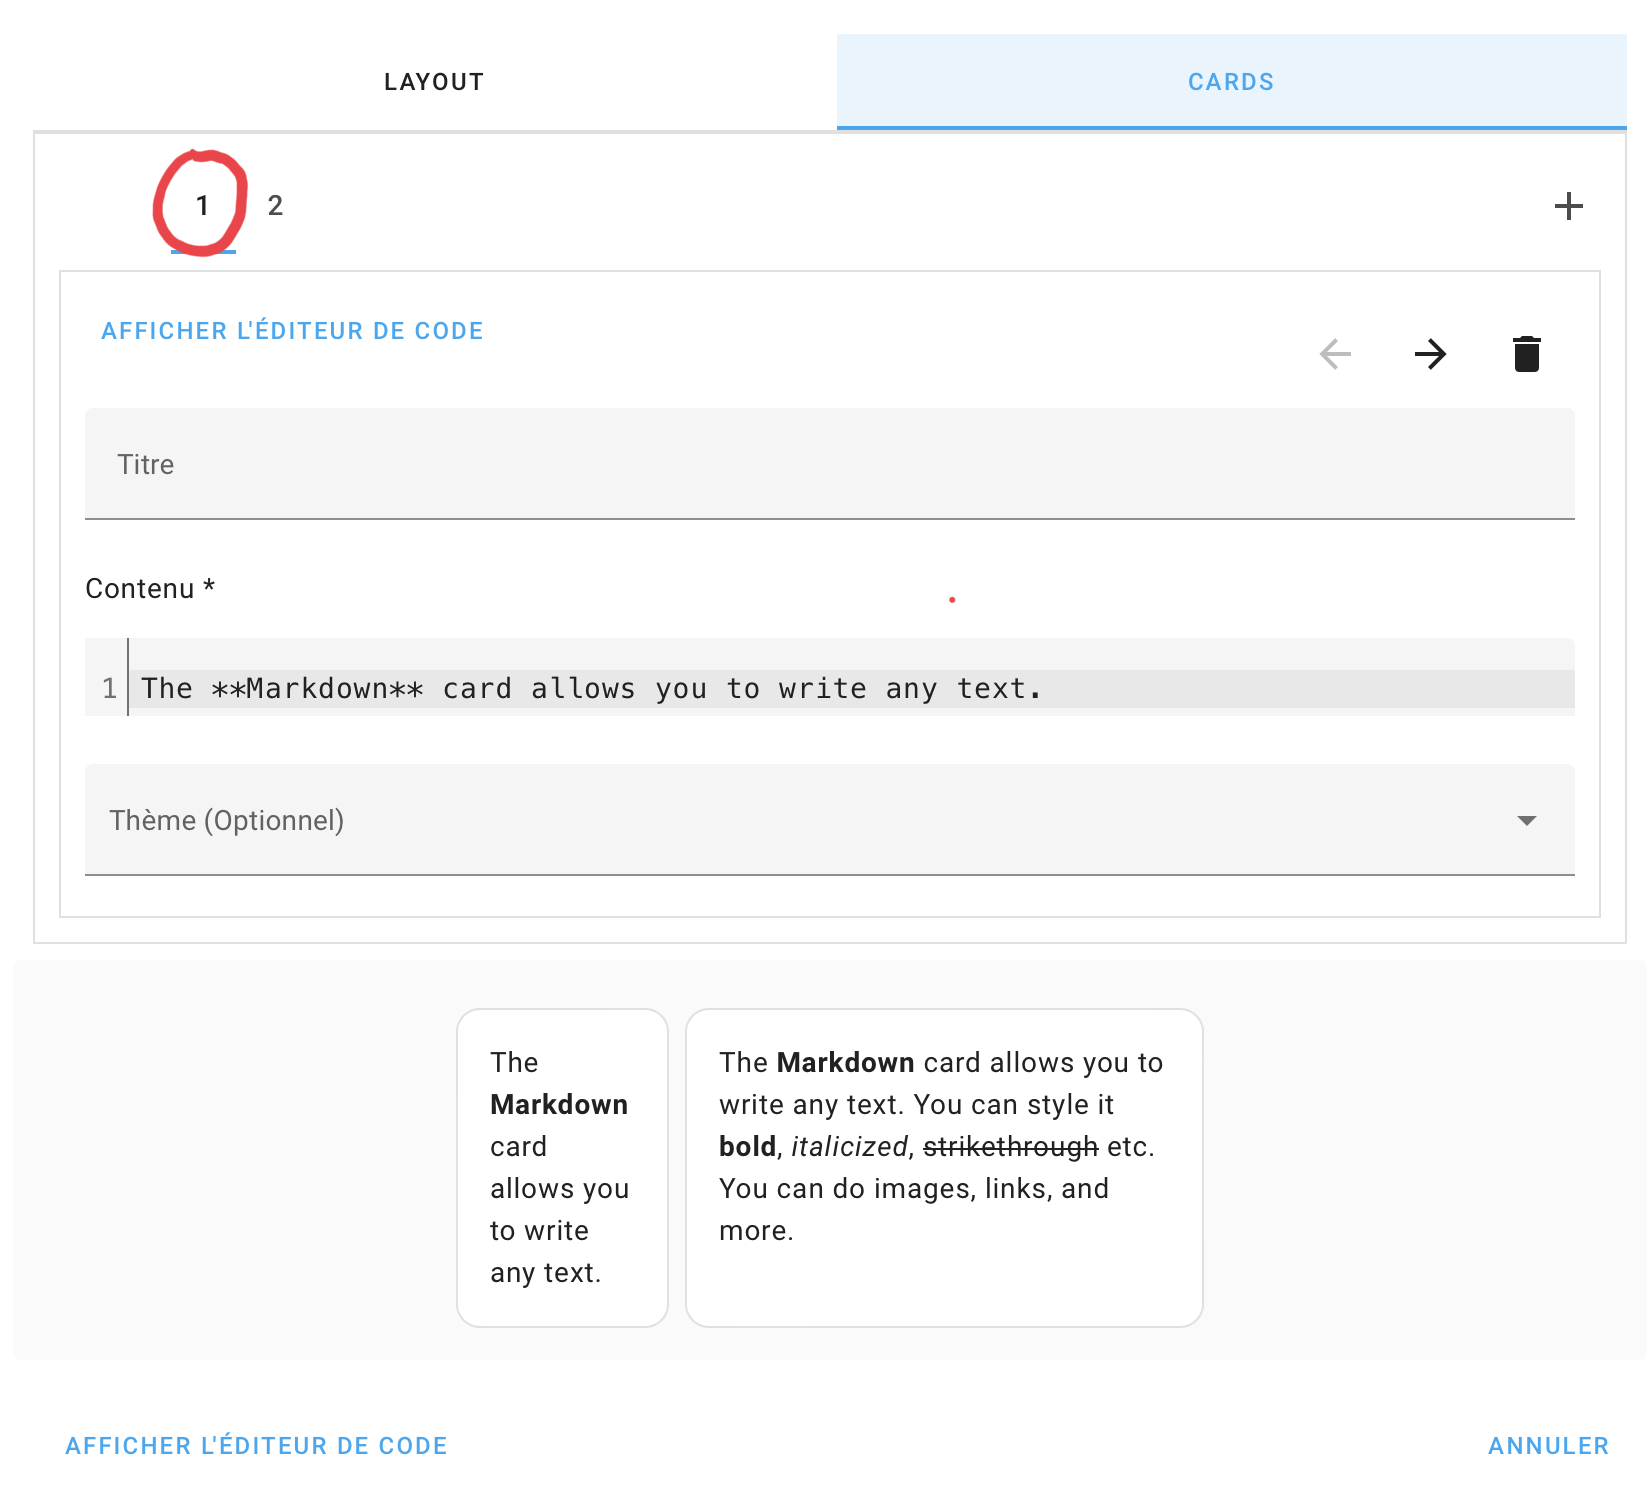 LAYOUT
CARDS
1
2
AFFICHER L'ÉDITEUR DE CODE
Titre
Contenu *
1 The **Markdown** card allows you to write any text.
Thème (Optionnel)
The
Markdown
card
allows you
to write
any text.
The Markdown card allows you to
write any text. You can style it
bold, italicized, strikethrough etc.
You can do images, links, and
more.
AFFICHER L'ÉDITEUR DE CODE
ANNULER